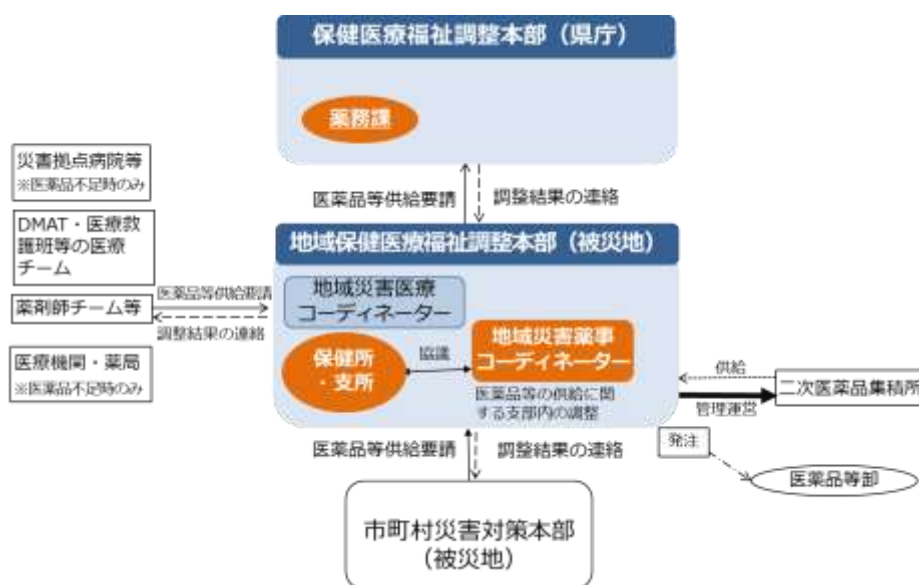 保健医療福祉調整本部（県庁）
薬務課
災害拠点病院等
※医薬品不足時のみ
DMAT・医療救
護班等の医療
チーム
薬剤師チーム等
医療機関・薬局
※医薬品不足時のみ
医薬品等供給要請
調整結果の連絡
医薬品等供給要請
調整結果の連絡
地域保健医療福祉調整本部（被災地）
地域災害医療
コーディネーター
保健所
・支所
協議
地域災害薬事
コーディネーター
医薬品等の供給に関
する支部内の調整
供給
管理運営
二次医薬品集積所
発注
医薬品等卸
医薬品等供給要請
調整結果の連絡
市町村災害対策本部
（被災地）